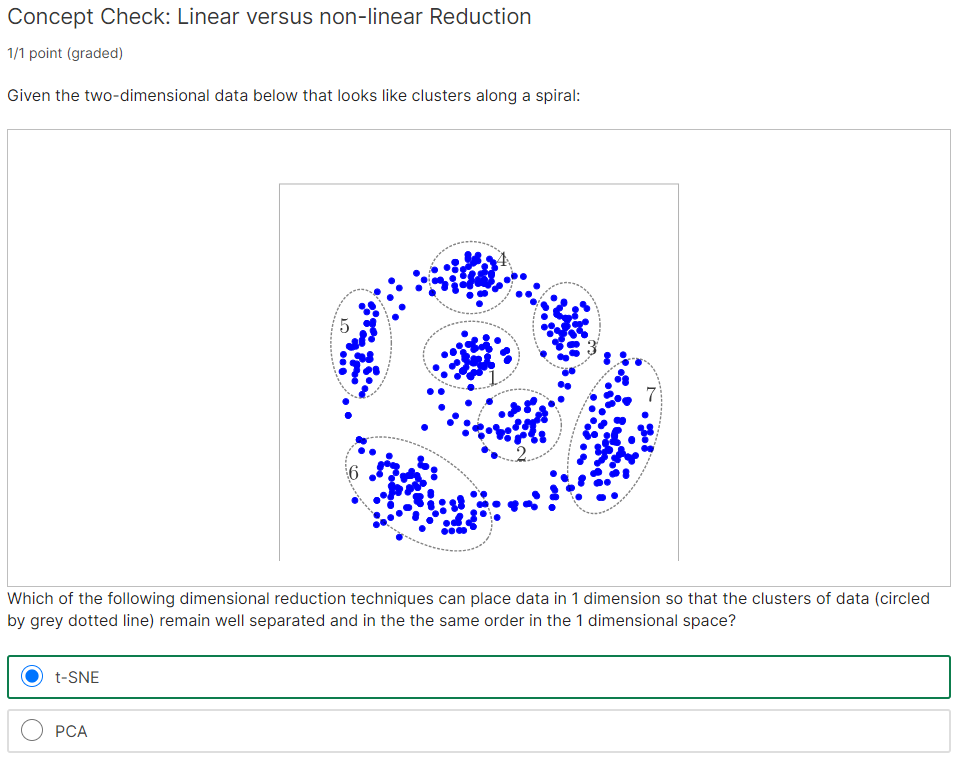 Concept Check: Linear versus non-linear Reduction
1/1 point (graded)
Given the two-dimensional data below that looks like clusters along a spiral:
4
5
3
1
7
2
6
Which of the following dimensional reduction techniques can place data in 1 dimension so that the clusters of data (circled
by grey dotted line) remain well separated and in the the same order in the 1 dimensional space?
t-SNE
PCA